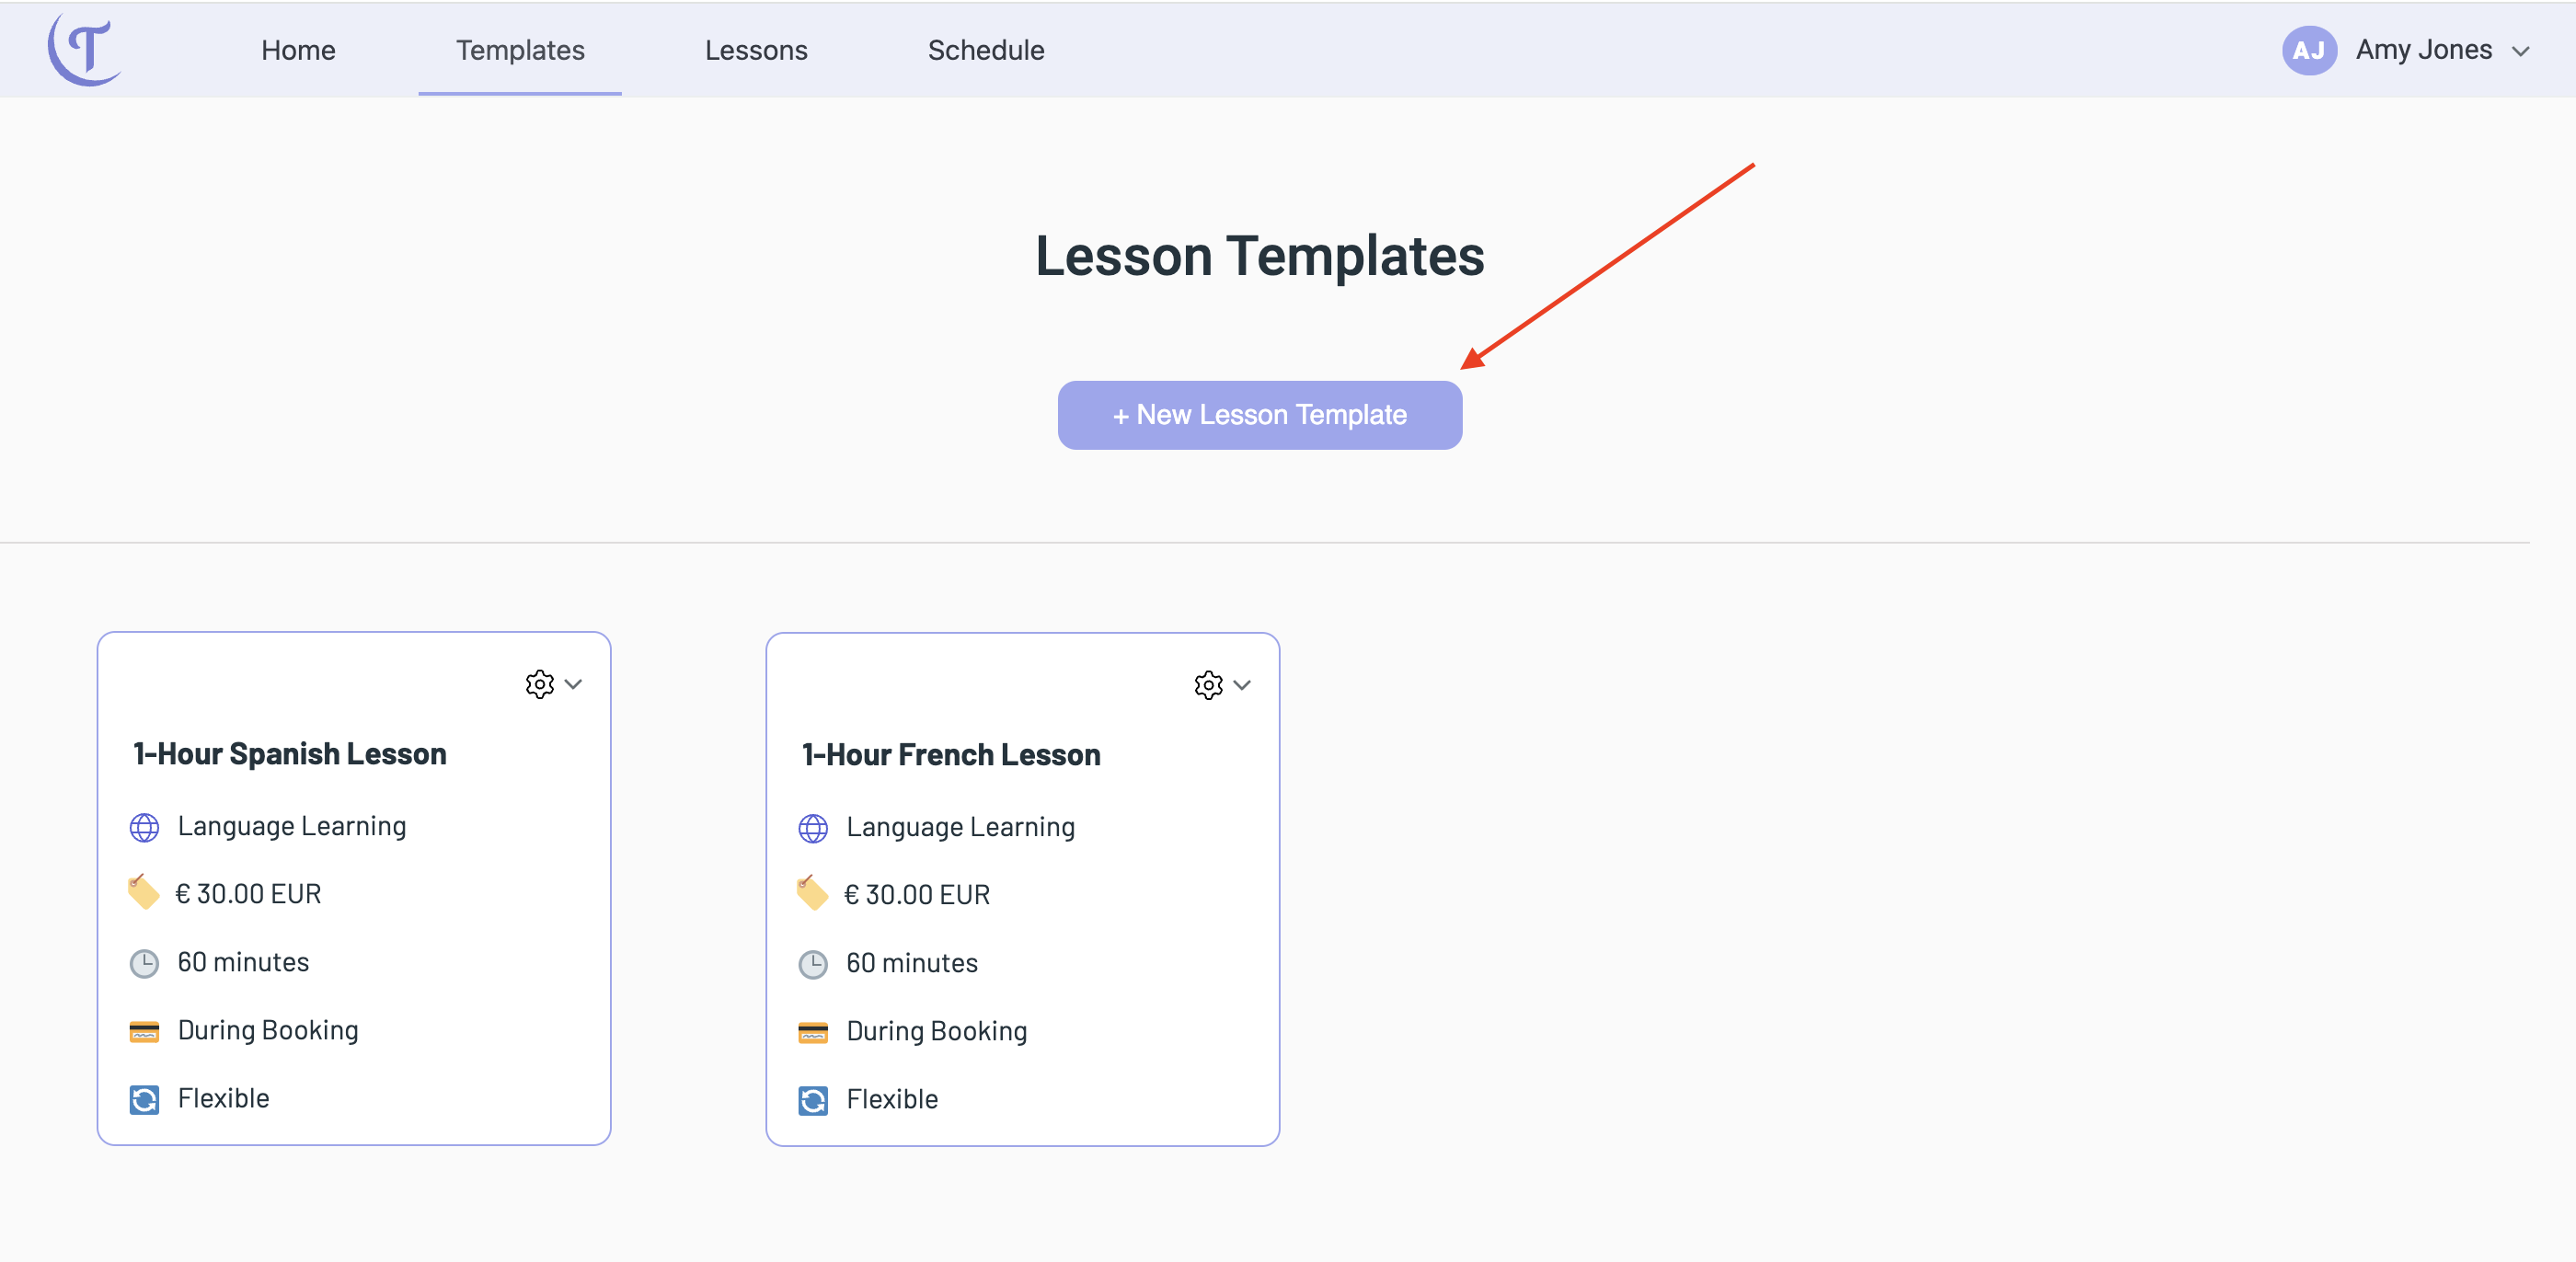 T
Home Templates Lessons Schedule AJ Amy Jones
Lesson Templates
+ New Lesson Template
1-Hour Spanish Lesson
Language Learning
€ 30.00 EUR
60 minutes
During Booking
Flexible
1-Hour French Lesson
Language Learning
€ 30.00 EUR
60 minutes
During Booking
Flexible